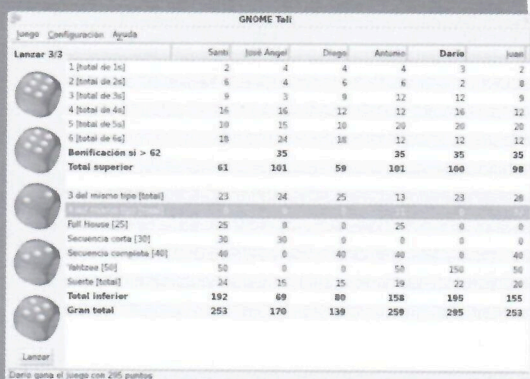 GNOME Tali
Juego Configuración Ayuda
Lanzar 3/3 Santi José Ángel Diego Antonio Darío Juan
1 [total de 1s] 2 4 4 4 3
2 [total de 2s] 6 4 6 6 2 8
3 [total de 3s] 9 3 9 12 12 9
4 [total de 4s] 16 16 12 12 16 12
5 [total de 5s] 10 15 10 20 20 20
6 [total de 6s] 18 24 18 12 12 12
Bonificación si > 62 35 35 35 35
Total superior 61 101 59 101 100 98
3 del mismo tipo [total] 23 24 25 13 23 26
Full House [25] 25 0 0 25 0
Secuencia corta [30] 30 30 0 0 0 0
Secuencia completa [40] 40 0 40 40 40
Yahtzee [50] 50 0 0 50 150 50
Suerte [total] 24 15 15 19 22 20
Total inferior 192 69 80 158 195 155
Gran total 253 170 139 259 295 253
Lanzar
Darío gana el juego con 295 puntos